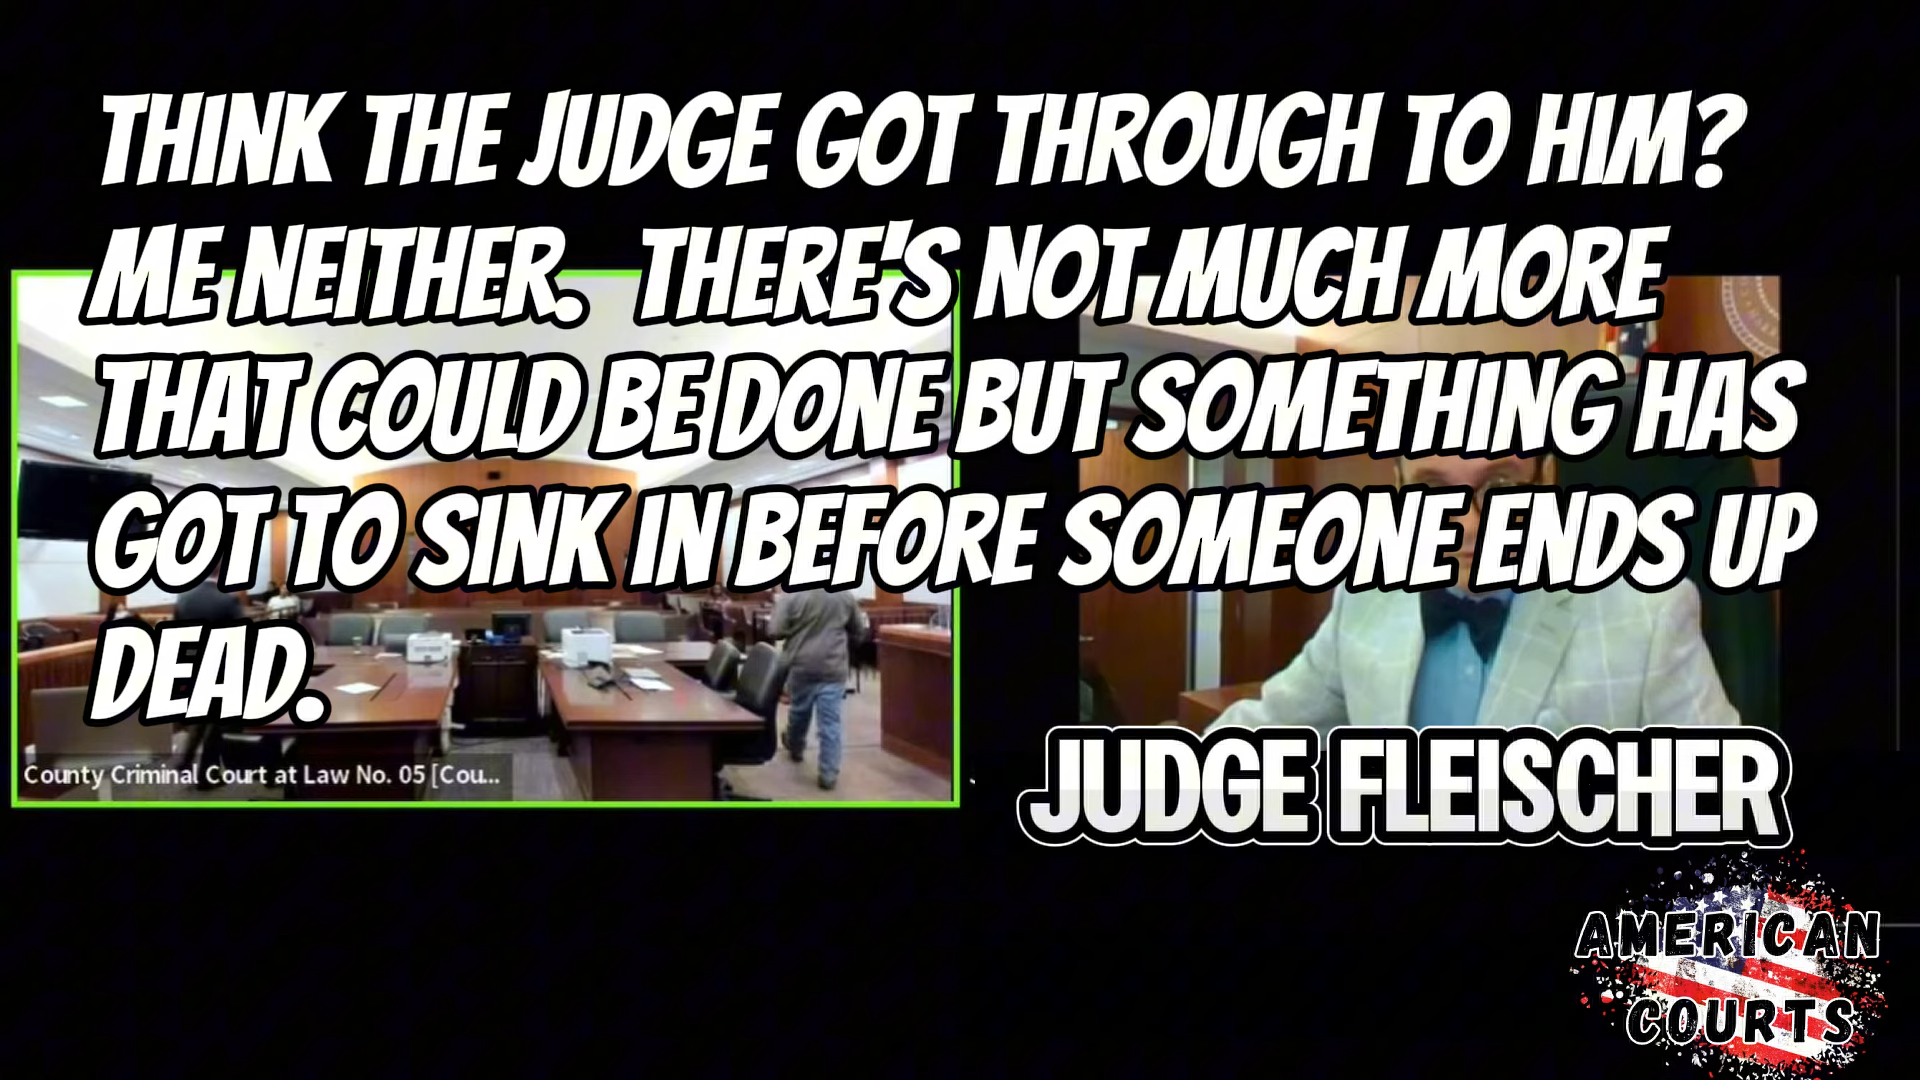 THINK THE JUDGE GOT THROUGH TO HIM?
ME NEITHER. THERE'S NOT MUCH MORE
THAT COULD BE DONE BUT SOMETHING HAS
GOT TO SINK IN BEFORE SOMEONE ENDS UP
DEAD.
County Criminal Court at Law No. 05 [Cou...
JUDGE FLEISCHER
AMERICAN
COURTS